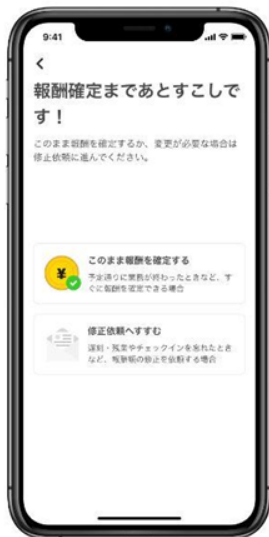 9:41
報酬確定まであとすこしで
す！
このまま報酬を確定するか、変更が必要な場合は
修正依頼に進んでください。
このまま報酬を確定する
予定通りに業務が終わったときなど、す
ぐに報酬を確定できる場合
修正依頼へすすむ
遅刻・残業やチェックインを忘れたとき
など、報酬額の修正を依頼する場合